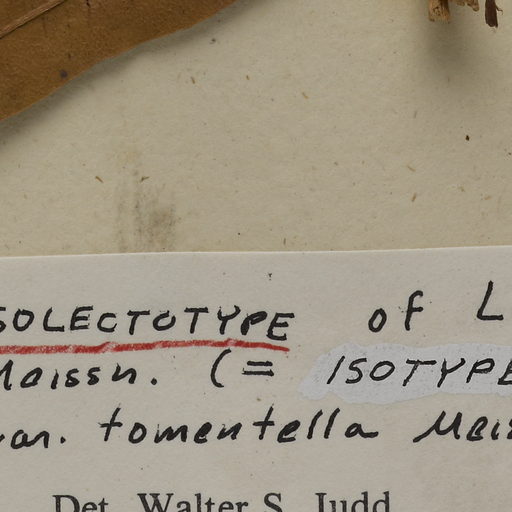 SOLECTOTYPE of L
Meissn. (= ISOTYPE
var. tomentella Meis
Det. Walter S. Judd